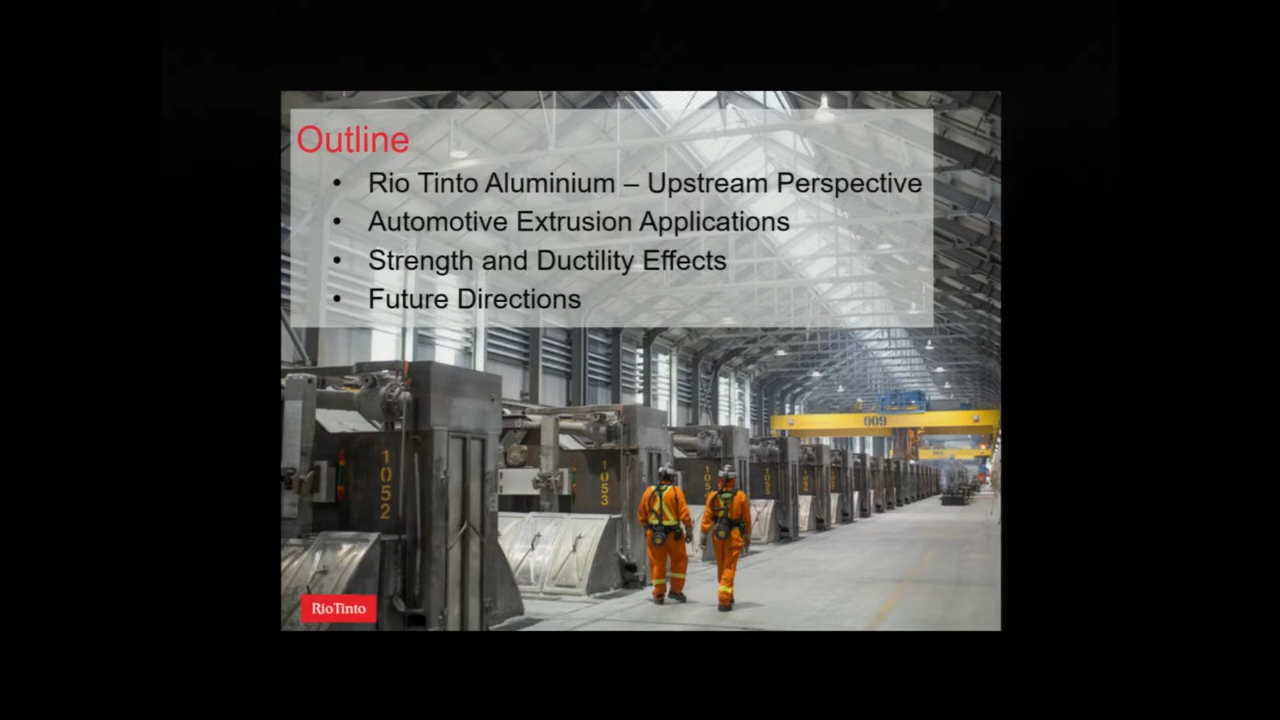 Outline
• Rio Tinto Aluminium – Upstream Perspective
• Automotive Extrusion Applications
• Strength and Ductility Effects
• Future Directions
009
1052
1053
RioTinto